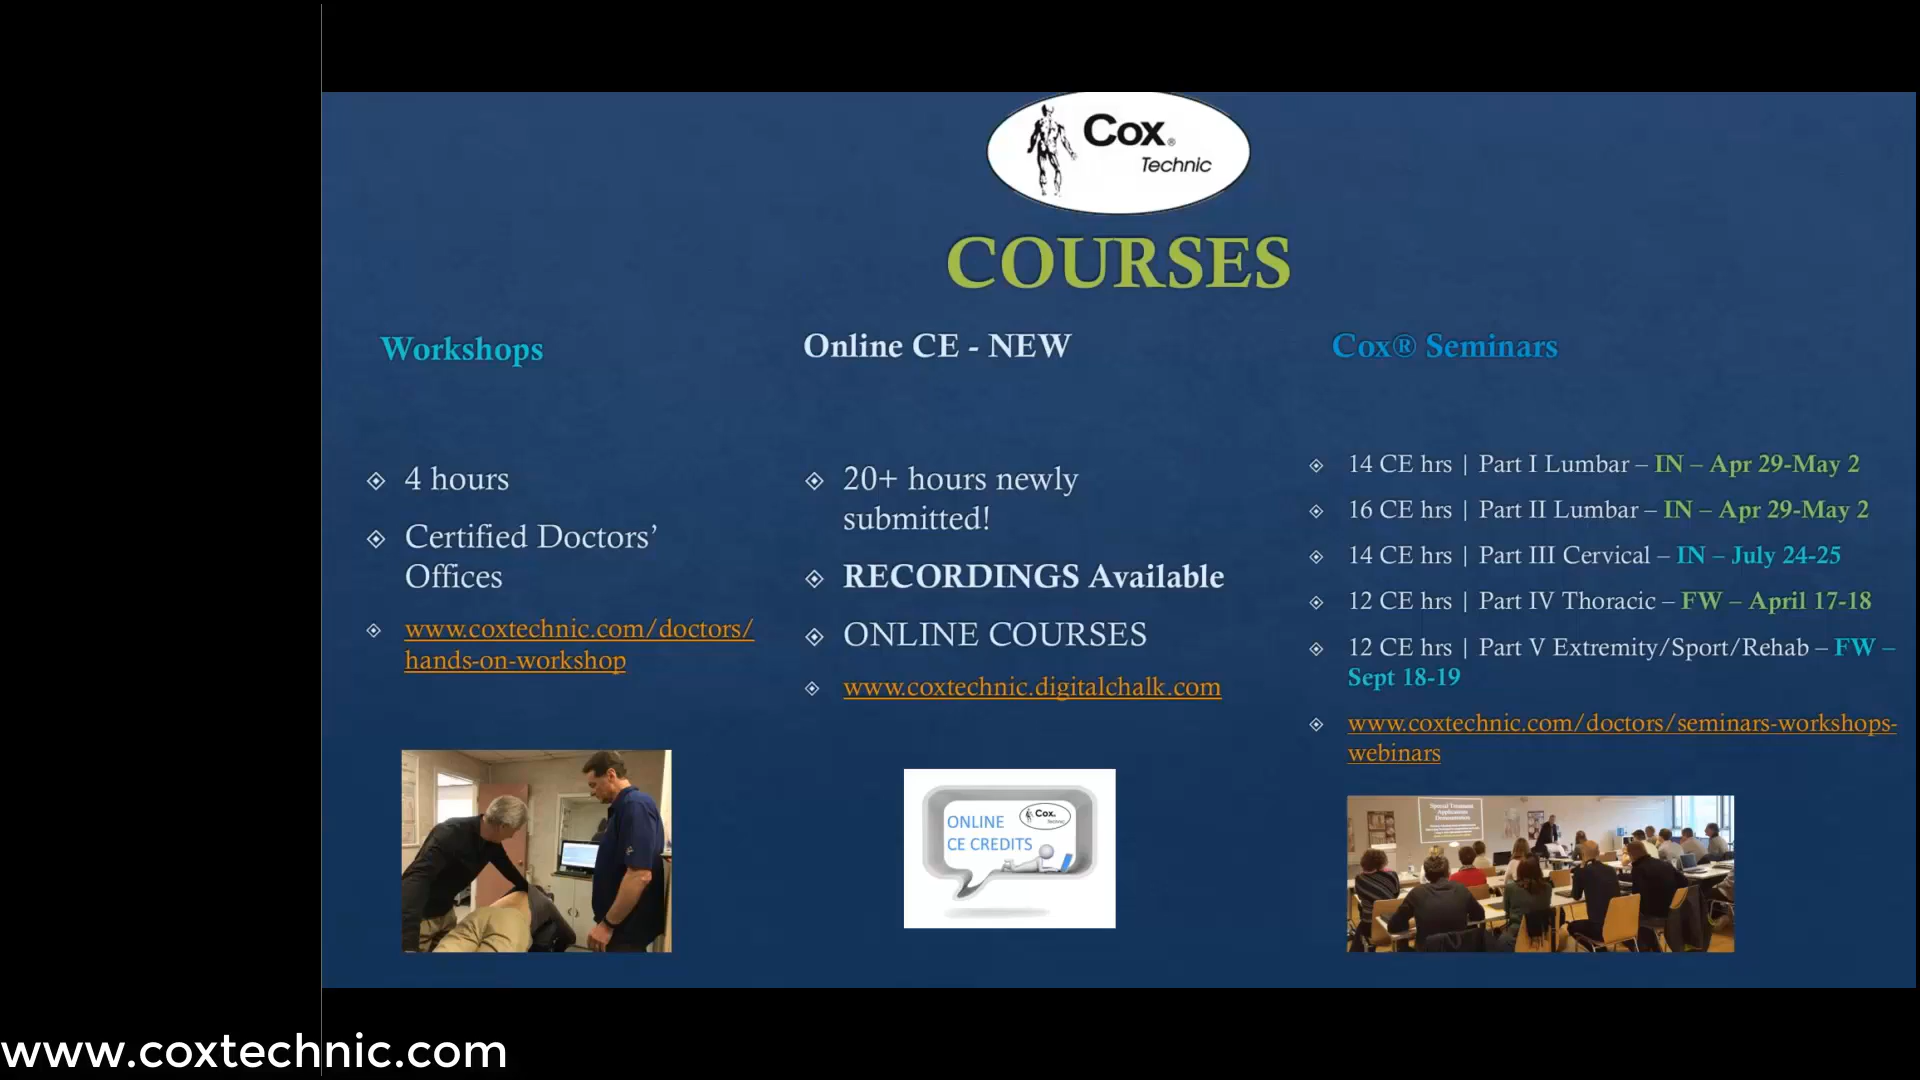 Cox®
Technic
COURSES
Workshops
4 hours
Certified Doctors’
Offices
www.coxtechnic.com/doctors/
hands-on-workshop
Online CE - NEW
20+ hours newly
submitted!
RECORDINGS Available
ONLINE COURSES
www.coxtechnic.digitalchalk.com
ONLINE
CE CREDITS
Cox
Technic
Cox® Seminars
14 CE hrs | Part I Lumbar – IN – Apr 29-May 2
16 CE hrs | Part II Lumbar – IN – Apr 29-May 2
14 CE hrs | Part III Cervical – IN – July 24-25
12 CE hrs | Part IV Thoracic – FW – April 17-18
12 CE hrs | Part V Extremity/Sport/Rehab – FW –
Sept 18-19
www.coxtechnic.com/doctors/seminars-workshops-
webinars
Special Treatment
Applications
Demonstration
www.coxtechnic.com